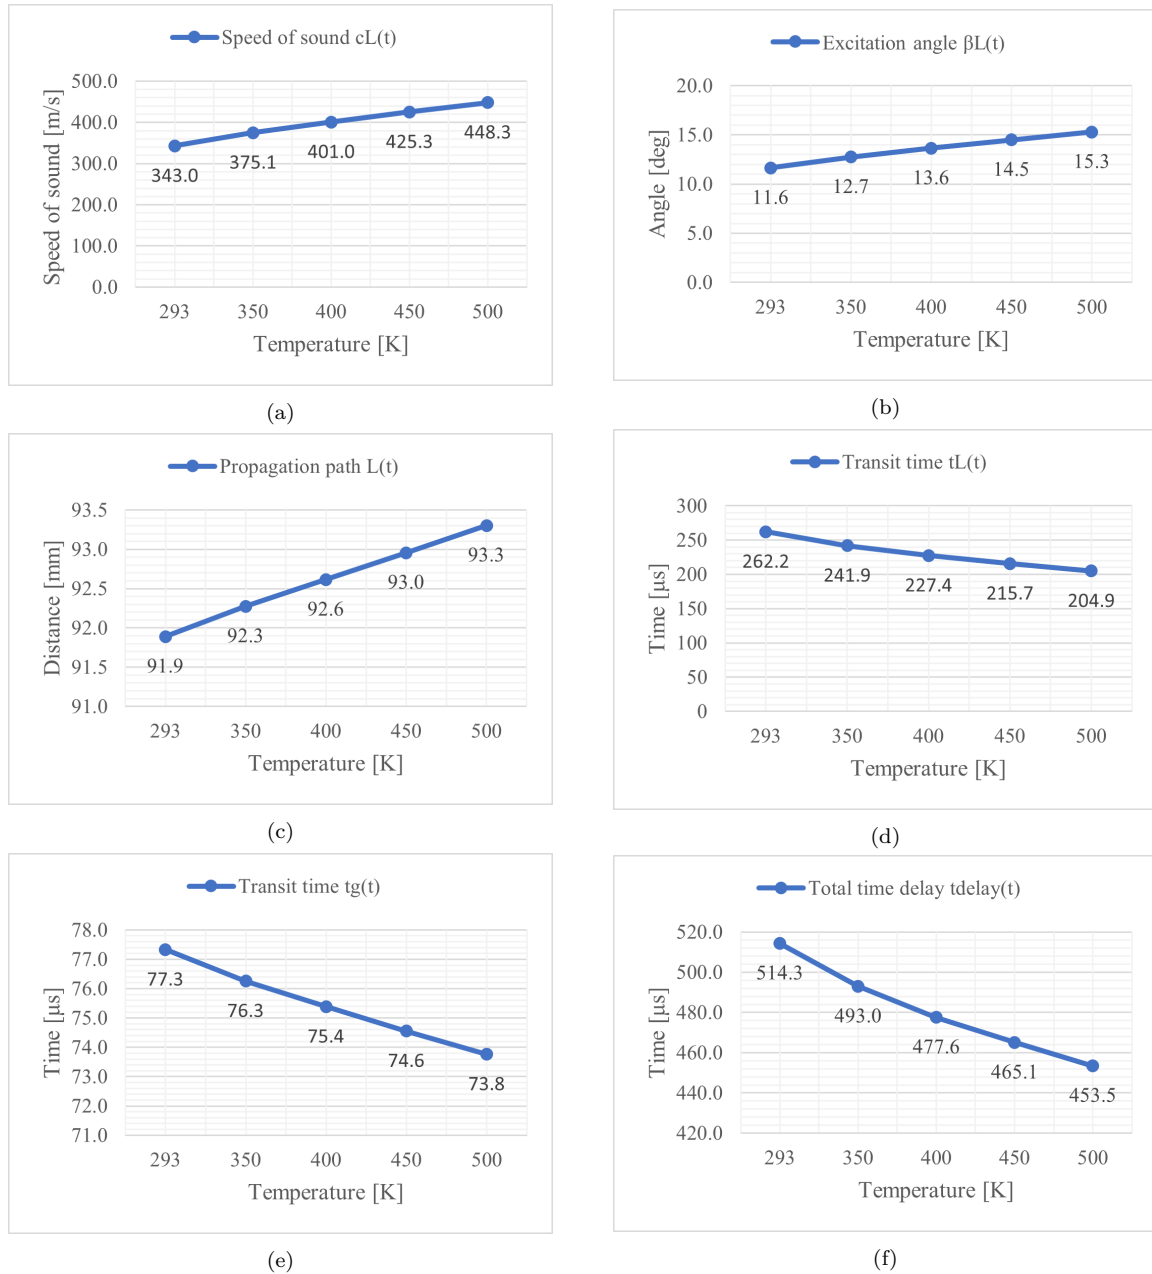 Speed of sound cL(t)
Speed of sound [m/s]
500.0
400.0
300.0
200.0
100.0
0.0
343.0
375.1
401.0
425.3
448.3
293 350 400 450 500
Temperature [K]
(a)
Excitation angle βL(t)
Angle [deg]
20.0
15.0
10.0
5.0
0.0
11.6
12.7
13.6
14.5
15.3
293 350 400 450 500
Temperature [K]
(b)
Propagation path L(t)
Distance [mm]
93.5
93.0
92.5
92.0
91.5
91.0
91.9
92.3
92.6
93.0
93.3
293 350 400 450 500
Temperature [K]
(c)
Transit time tL(t)
Time [µs]
300
250
200
150
100
50
0
262.2
241.9
227.4
215.7
204.9
293 350 400 450 500
Temperature [K]
(d)
Transit time tg(t)
Time [µs]
78.0
77.0
76.0
75.0
74.0
73.0
72.0
71.0
77.3
76.3
75.4
74.6
73.8
293 350 400 450 500
Temperature [K]
(e)
Total time delay tdelay(t)
Time [µs]
520.0
500.0
480.0
460.0
440.0
420.0
514.3
493.0
477.6
465.1
453.5
293 350 400 450 500
Temperature [K]
(f)